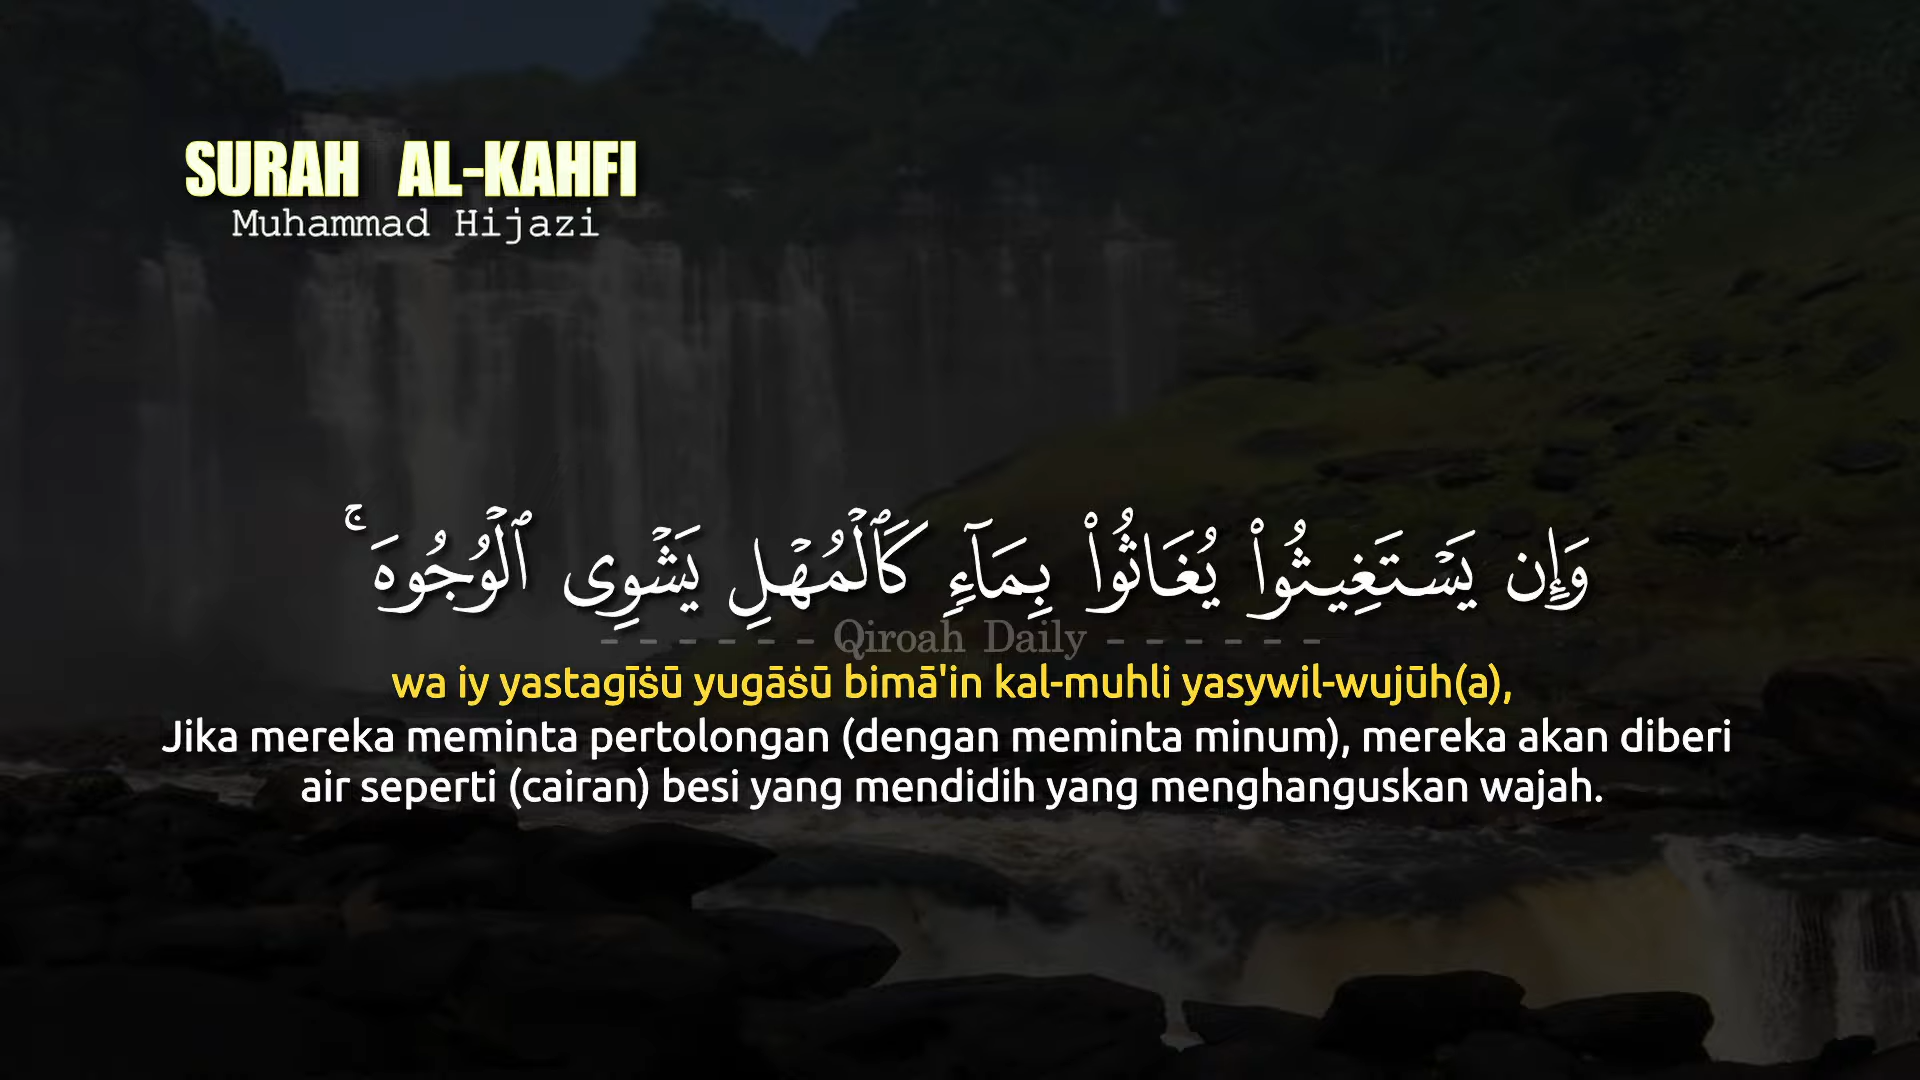 SURAH AL-KAHFI
Muhammad Hijazi
وَإِن يَسْتَغِيثُوا۟ يُغَاثُوا۟ بِمَآءٍ كَٱلْمُهْلِ يَشْوِى ٱلْوُجُوهَ ۚ
- - - - - - Qiroah Daily - - - - - -
wa iy yastagīṡū yugāṡū bimā'in kal-muhli yasywil-wujūh(a),
Jika mereka meminta pertolongan (dengan meminta minum), mereka akan diberi
air seperti (cairan) besi yang mendidih yang menghanguskan wajah.